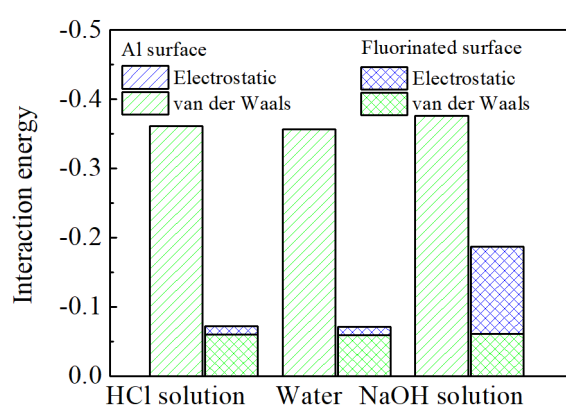 -0.5
Al surface
Fluorinated surface
Electrostatic
Electrostatic
van der Waals
van der Waals
-0.4
-0.3
-0.2
-0.1
0.0
Interaction energy
HCl solution
Water
NaOH solution